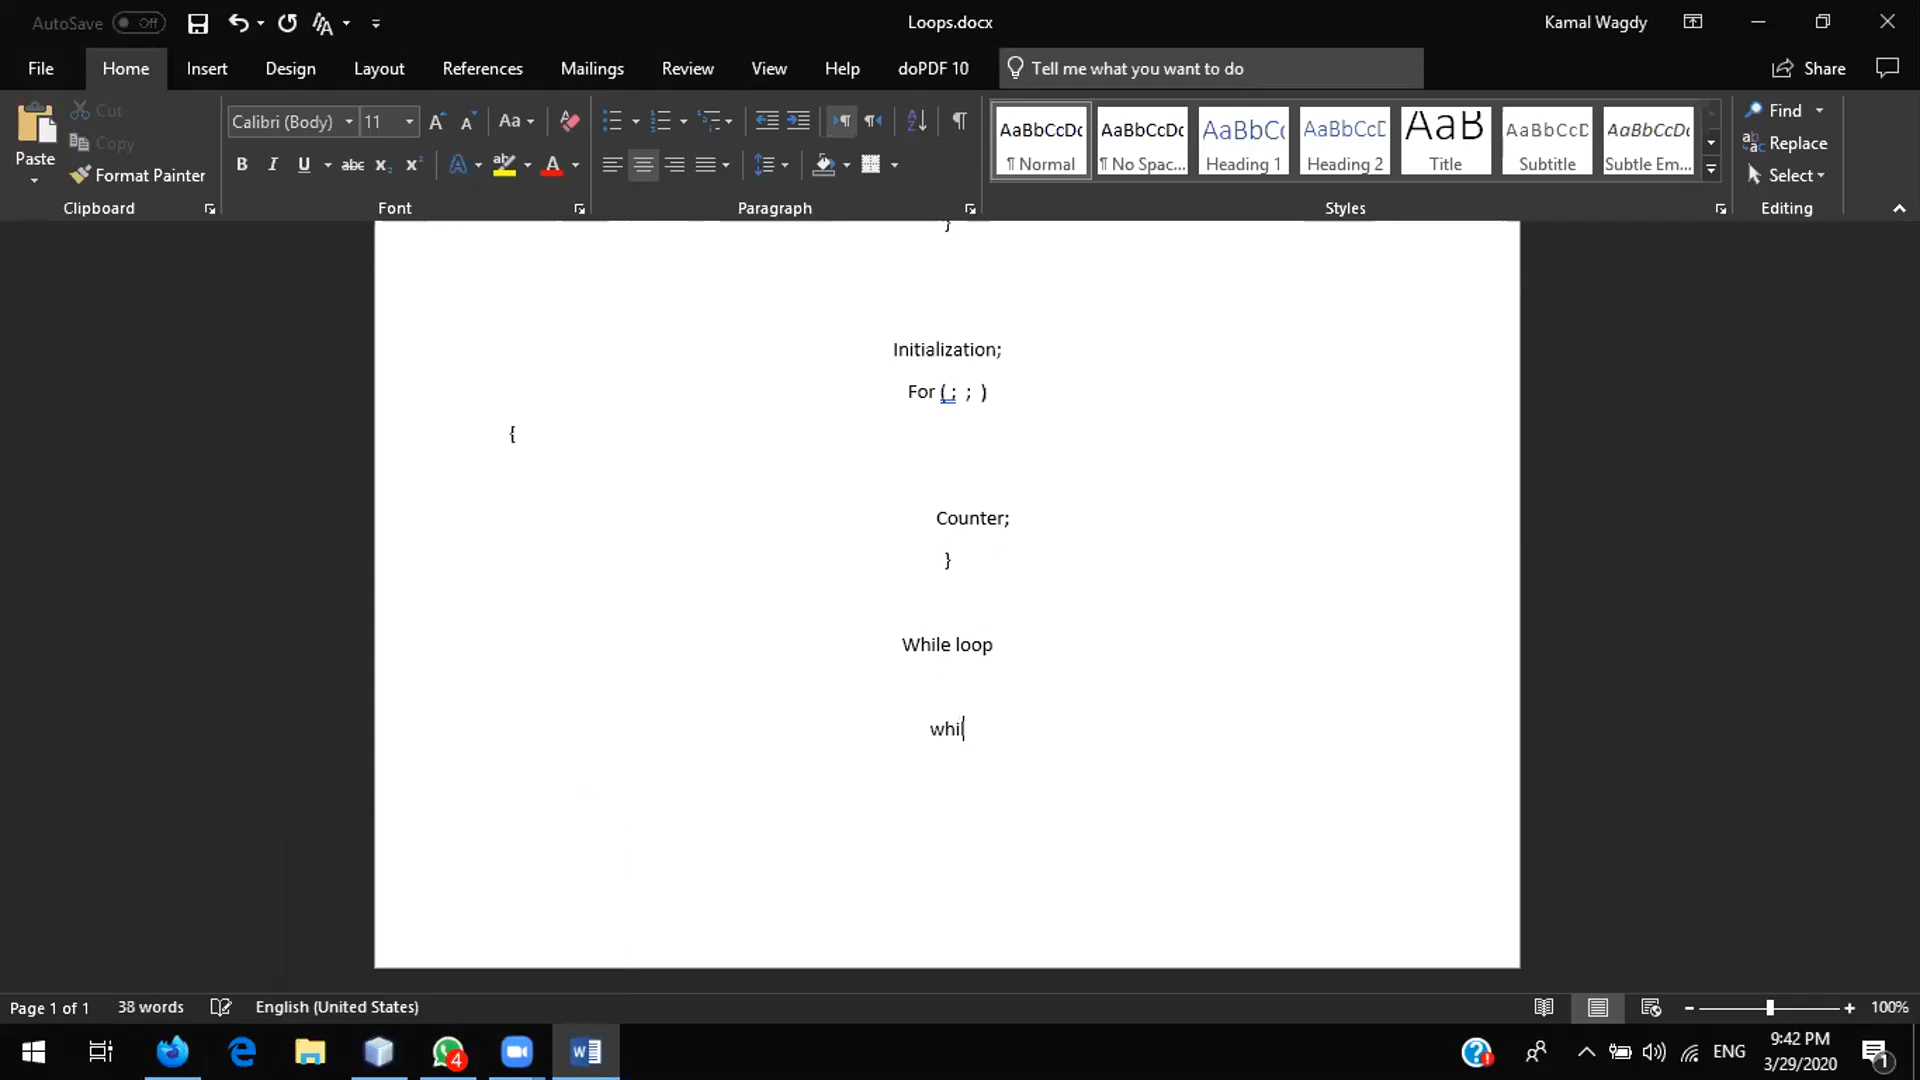 AutoSave Off
Loops.docx
Kamal Wagdy
File Home Insert Design Layout References Mailings Review View Help doPDF 10 Tell me what you want to do Share
Paste
Cut
Copy
Format Painter
Clipboard
Calibri (Body) 11
Font
Paragraph
AaBbCcDc AaBbCcDc AaBbC AaBbCcD AaB AaBbCcD AaBbCcDc
¶ Normal ¶ No Spac... Heading 1 Heading 2 Title Subtitle Subtle Em...
Styles
Find
Replace
Select
Editing
}
Initialization;
For ( ; ; )
{
Counter;
}
While loop
whil
Page 1 of 1 38 words English (United States) 100%
4
ENG
9:42 PM
3/29/2020
1